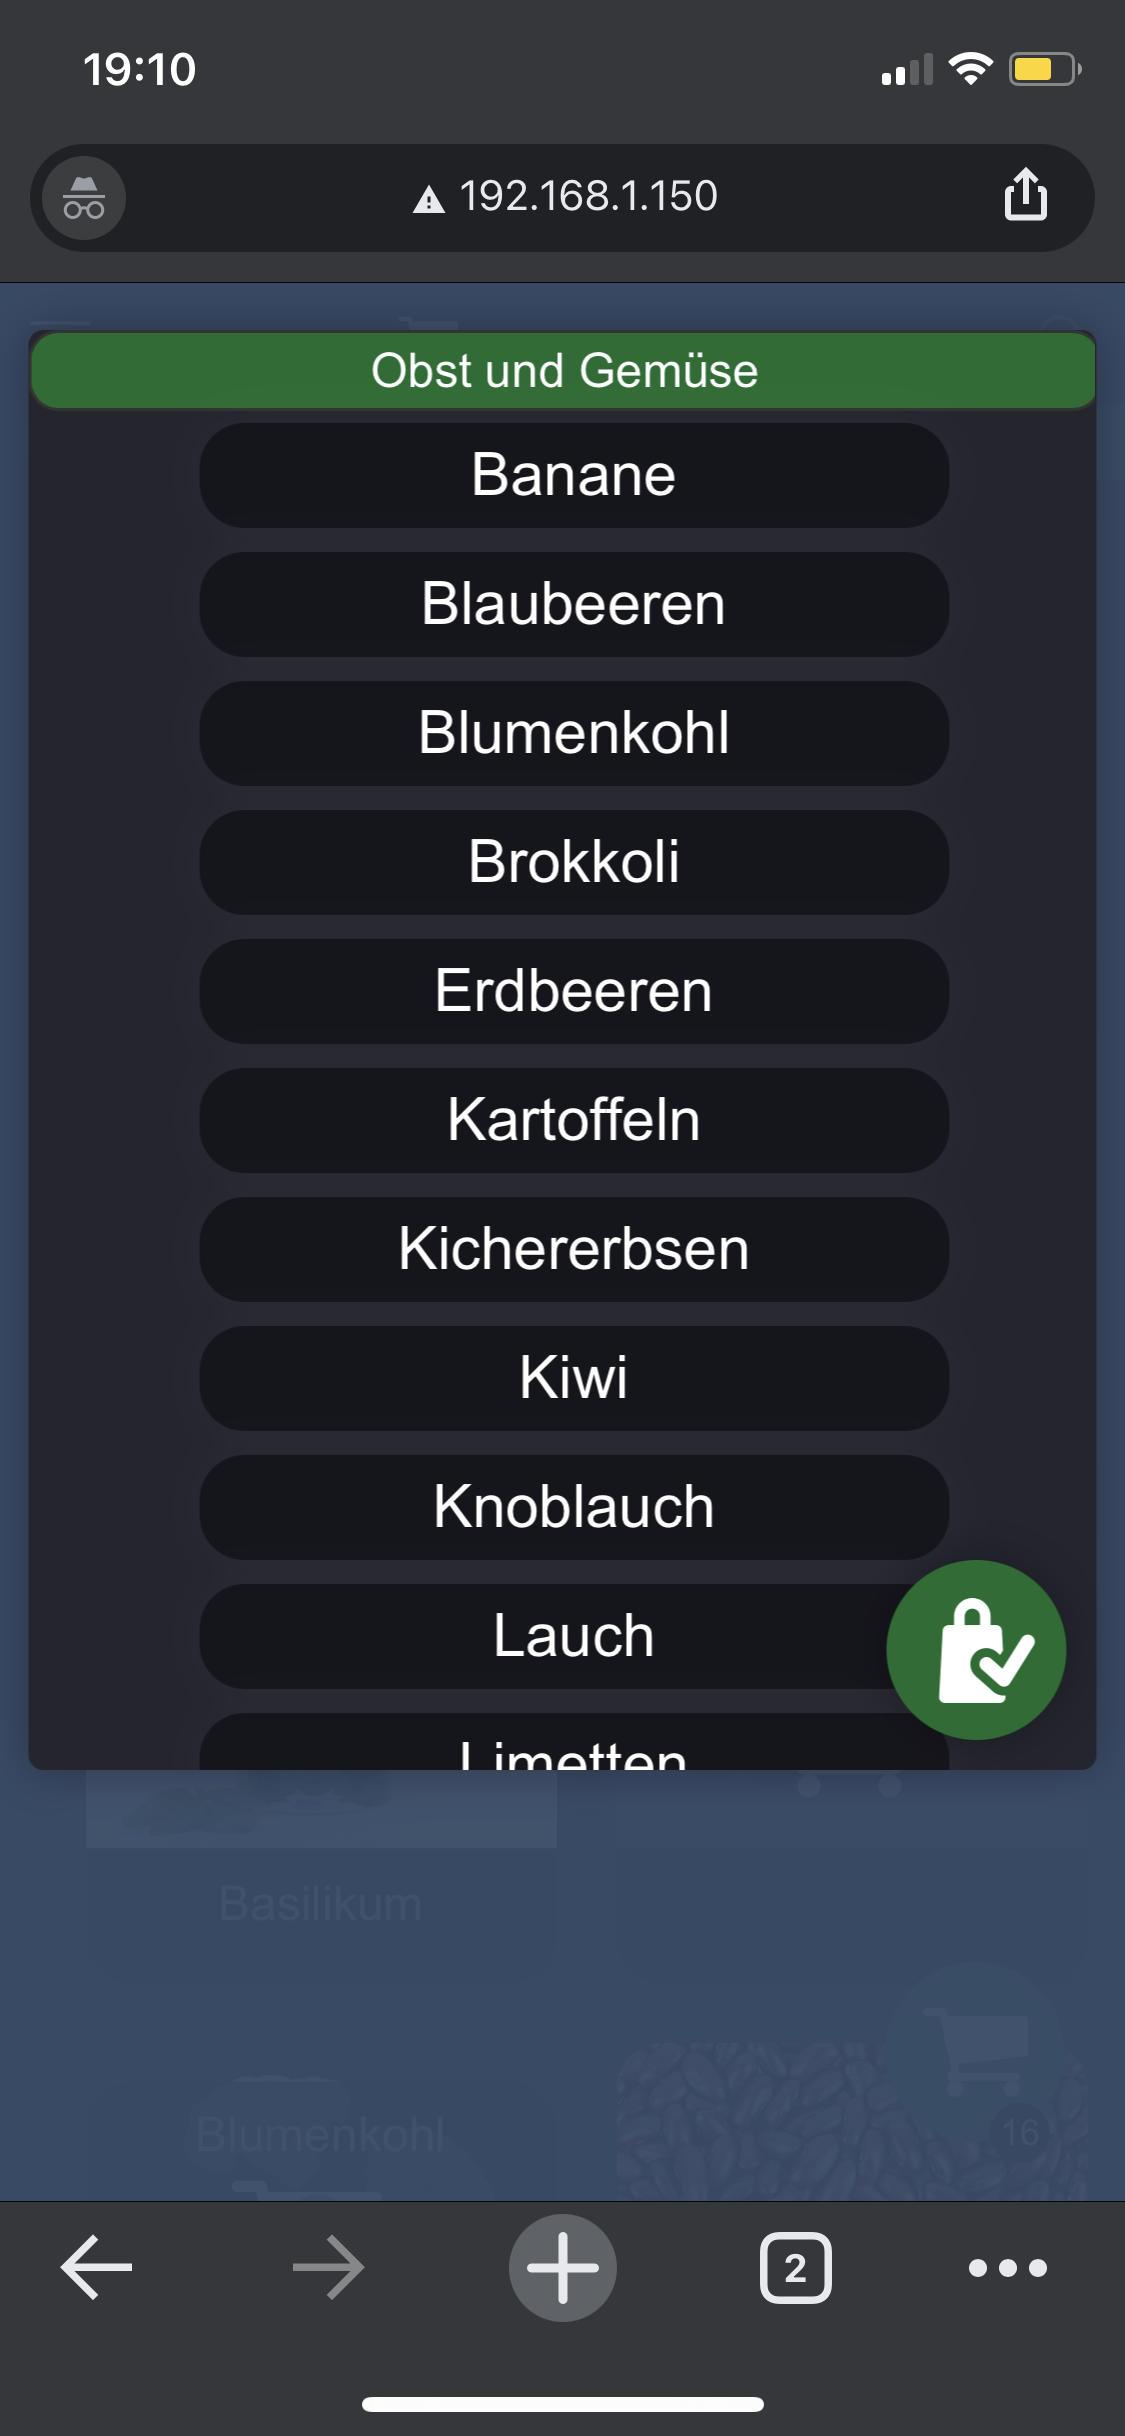 19:10
192.168.1.150
Obst und Gemüse
Banane
Blaubeeren
Blumenkohl
Brokkoli
Erdbeeren
Kartoffeln
Kichererbsen
Kiwi
Knoblauch
Lauch
Limetten
Basilikum
Blumenkohl
16
2